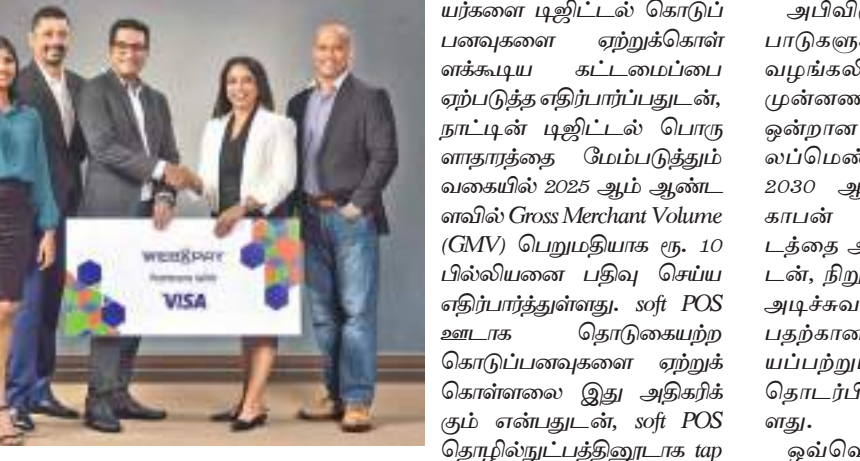 WEBXPAY
VISA
யர்களை டிஜிட்டல் கொடுப்
பனவுகளை ஏற்றுக்கொள்
ளக்கூடிய கட்டமைப்பை
ஏற்படுத்த எதிர்பார்ப்பதுடன்,
நாட்டின் டிஜிட்டல் பொரு
ளாதாரத்தை மேம்படுத்தும்
வகையில் 2025 ஆம் ஆண்ட
ளவில் Gross Merchant Volume
(GMV) பெறுமதியாக ரூ. 10
பில்லியனை பதிவு செய்ய
எதிர்பார்த்துள்ளது. soft POS
ஊடாக தொடுகையற்ற
கொடுப்பனவுகளை ஏற்றுக்
கொள்ளலை இது அதிகரிக்
கும் என்பதுடன், soft POS
தொழில்நுட்பத்தினூடாக tap
அபிவி
பாடுகளு
வழங்கலி
முன்னண
ஒன்றான
லப்மெண்
2030 ஆ
காபன்
டத்தை அ
டன், நிறு
அடிச்சுவ
பதற்கான
யப்பற்று
தொடர்பி
ளது.
ஒவ்வெ